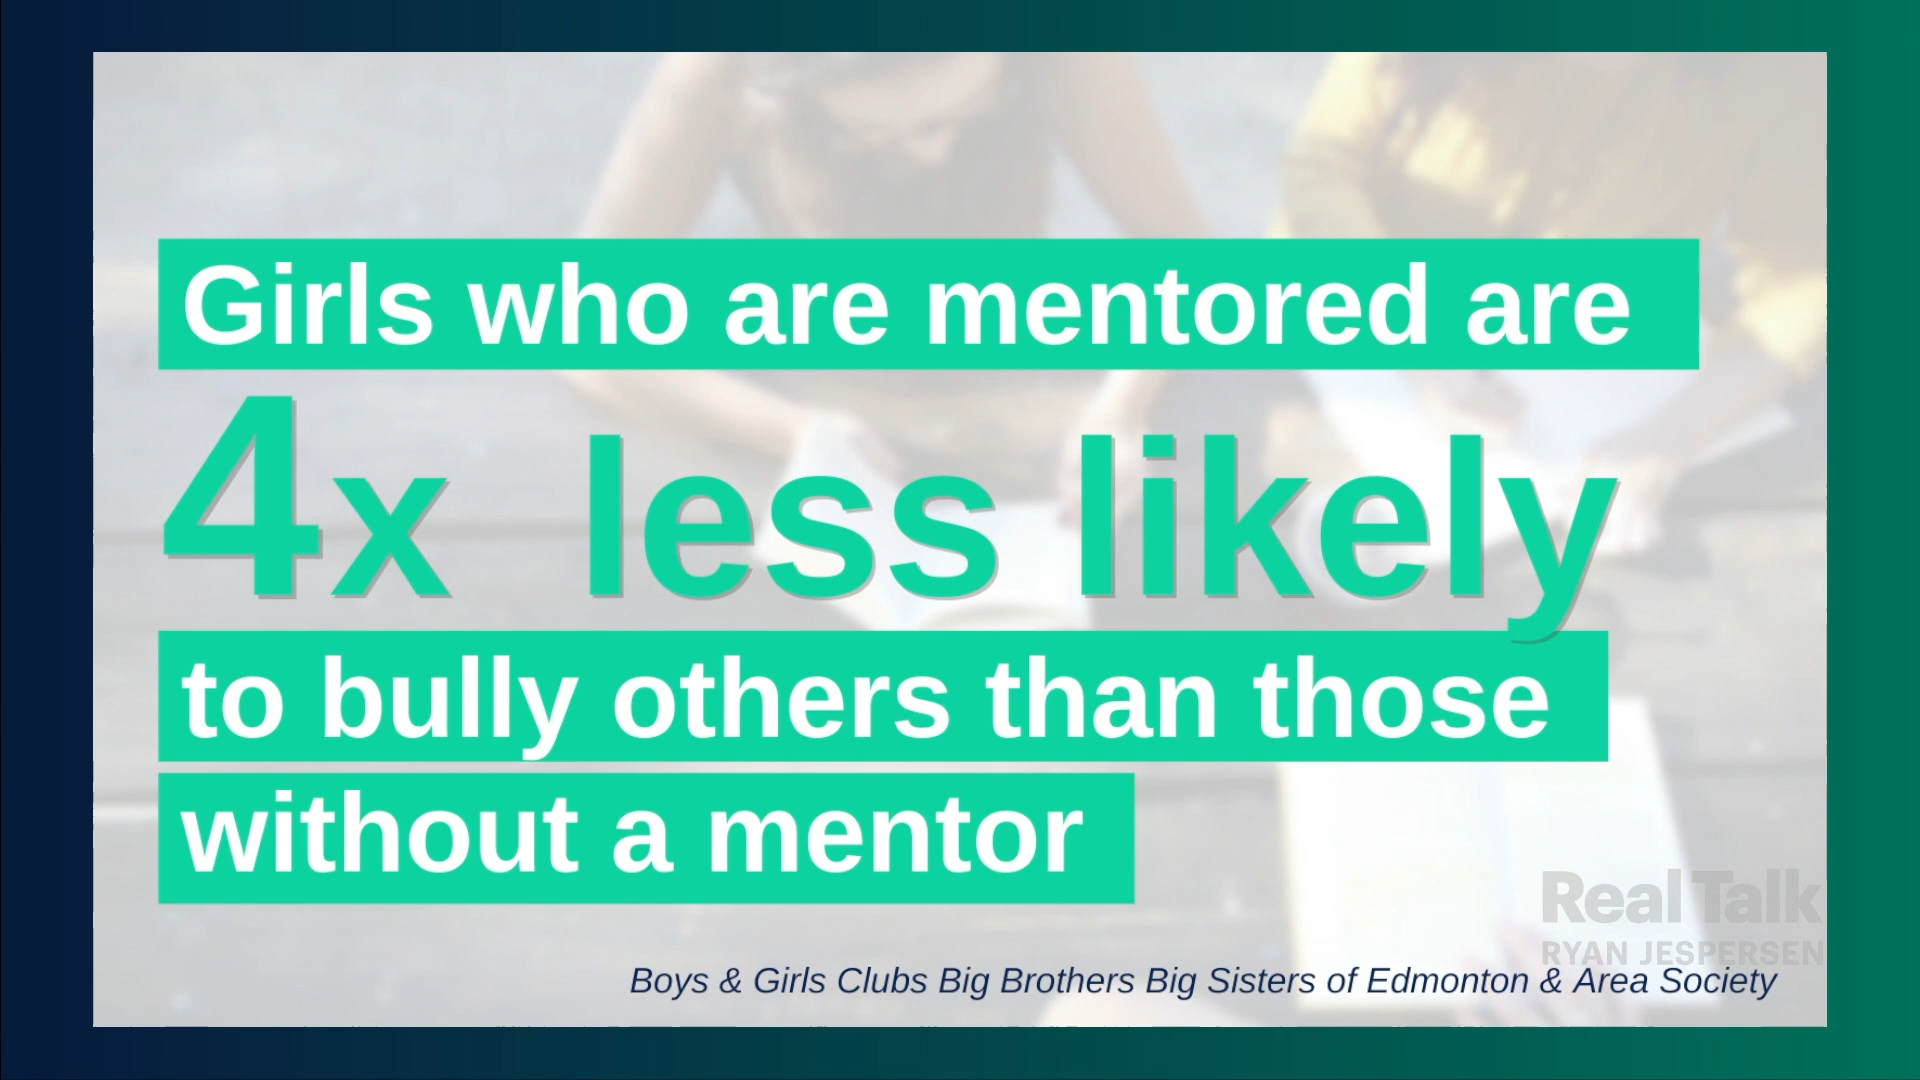 Girls who are mentored are
4x less likely
to bully others than those
without a mentor
Real Talk
RYAN JESPERSEN
Boys & Girls Clubs Big Brothers Big Sisters of Edmonton & Area Society